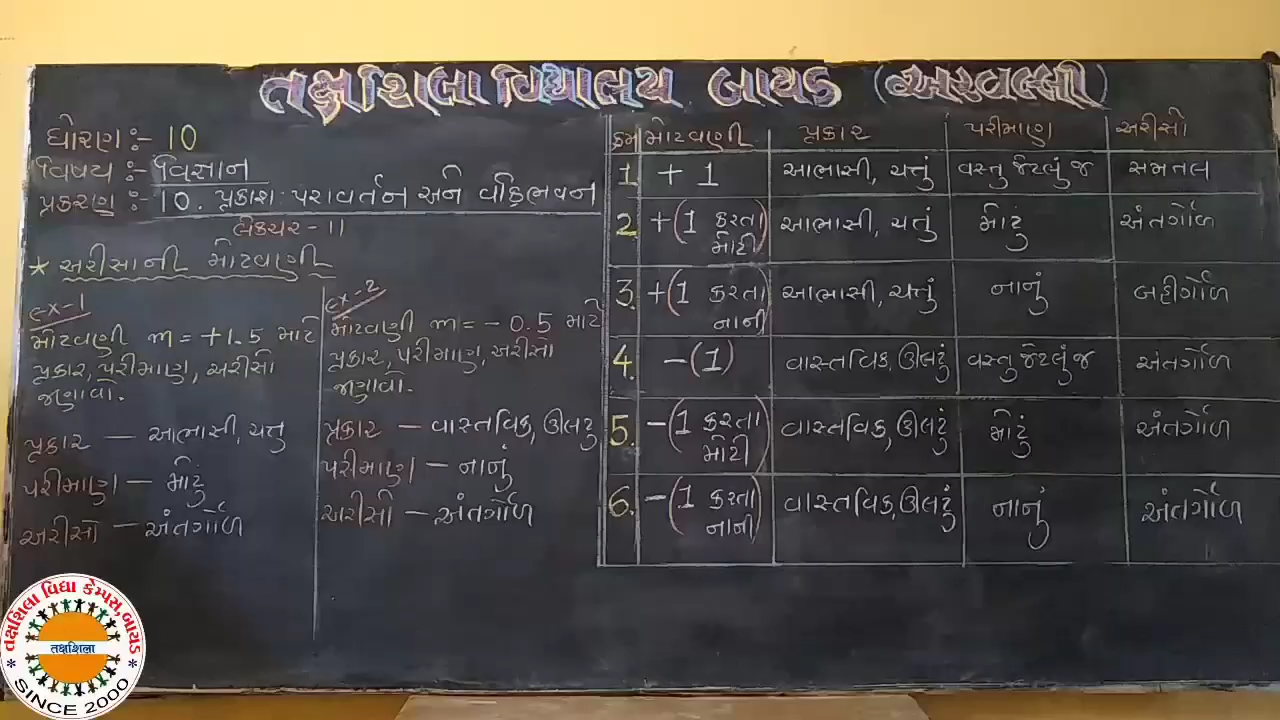 તક્ષશિલા વિદ્યાલય બાયડ (અરવલ્લી)
ધોરણ :- 10
વિષય :- વિજ્ઞાન
પ્રકરણ :- 10. પ્રકાશ: પરાવર્તન અને વક્રિભવન
લેક્ચર - 11
* અરીસાની મોટવણી
ex-1
મોટવણી m = +1.5 માટે
પ્રકાર, પરીમાણ, અરીસો
જણાવો.
પ્રકાર — આભાસી, ચત્તુ
પરીમાણ — મોટું
અરીસો — અંતર્ગોળ
ex-2
મોટવણી m = - 0.5 માટે
પ્રકાર, પરીમાણ, અરીસો
જણાવો.
પ્રકાર — વાસ્તવિક, ઊલટું
પરીમાણ — નાનું
અરીસો — અંતર્ગોળ
ક્રમ મોટવણી પ્રકાર પરીમાણ અરીસો
1 + 1 આભાસી, ચત્તું વસ્તુ જેટલું જ સમતલ
2 +(1 કરતા મોટી) આભાસી, ચત્તું મોટું અંતર્ગોળ
3. +(1 કરતા નાની) આભાસી, ચત્તું નાનું બહીર્ગોળ
4. -(1) વાસ્તવિક, ઊલટું વસ્તુ જેટલું જ અંતર્ગોળ
5. -(1 કરતા મોટી) વાસ્તવિક, ઊલટું મોટું અંતર્ગોળ
6. -(1 કરતા નાની) વાસ્તવિક, ઊલટું નાનું અંતર્ગોળ
તક્ષશિલા વિદ્યા કેમ્પસ, બાયડ
તક્ષશિલા
* SINCE 2000 *